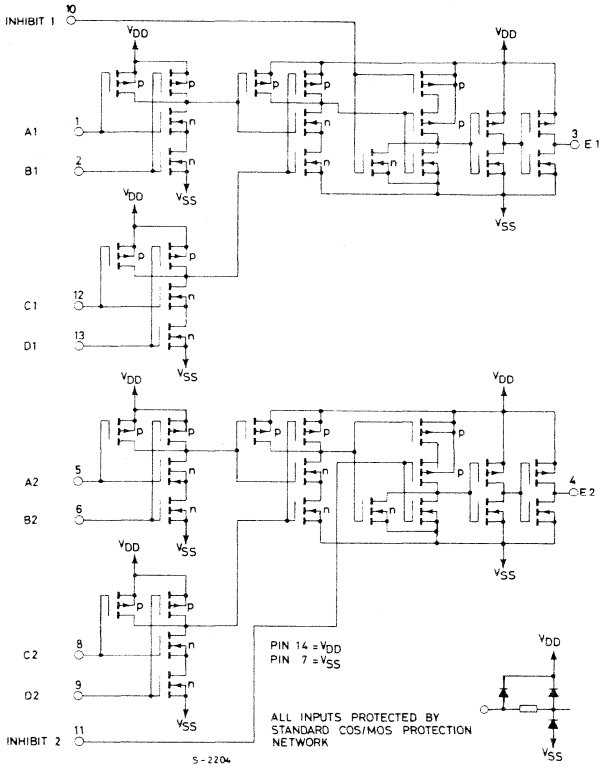 10
INHIBIT 1
VDD
VDD
p
p
p
p
p
1
A1
n
n
p
3
E1
2
B1
n
n
n
VDD
VSS
VSS
p
p
12
C1
n
13
D1
n
VSS
VDD
VDD
p
p
p
p
p
5
A2
n
n
p
4
E2
6
B2
n
n
n
VDD
VSS
VSS
p
p
8
C2
n
PIN 14 = VDD
PIN 7 = VSS
VDD
9
D2
n
VSS
11
INHIBIT 2
ALL INPUTS PROTECTED BY
STANDARD COS/MOS PROTECTION
NETWORK
VSS
S-2204